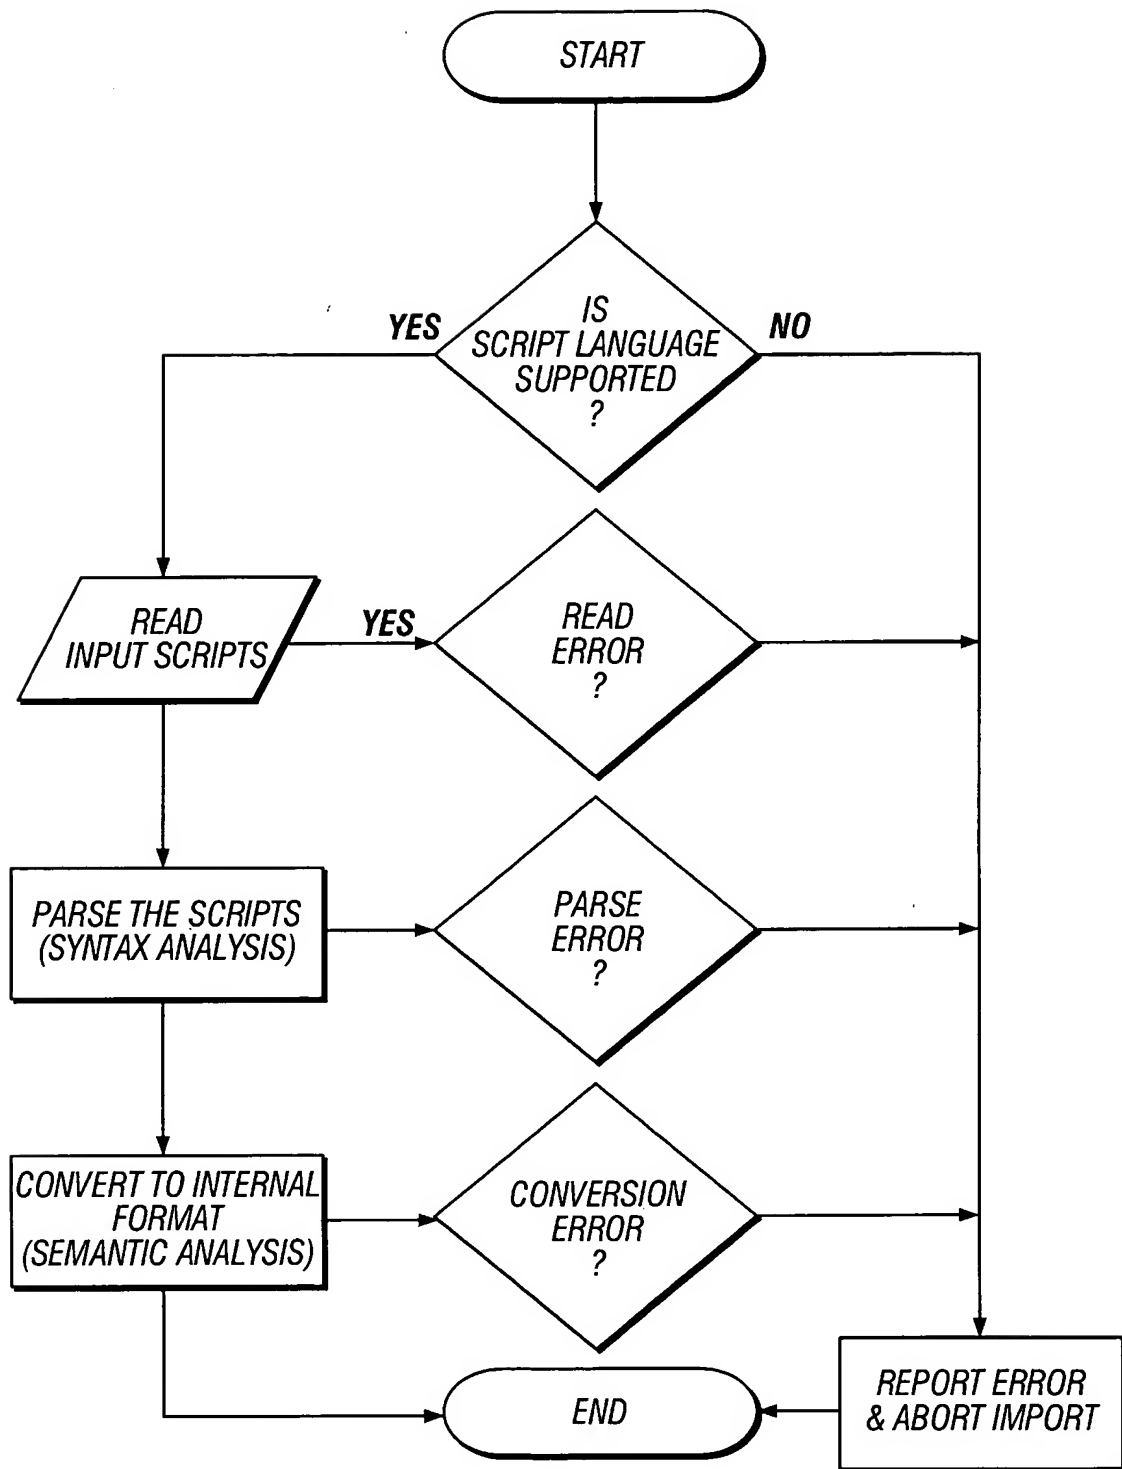 START
IS
SCRIPT LANGUAGE
SUPPORTED
?
YES
NO
READ
INPUT SCRIPTS
YES
READ
ERROR
?
PARSE THE SCRIPTS
(SYNTAX ANALYSIS)
PARSE
ERROR
?
CONVERT TO INTERNAL
FORMAT
(SEMANTIC ANALYSIS)
CONVERSION
ERROR
?
END
REPORT ERROR
& ABORT IMPORT